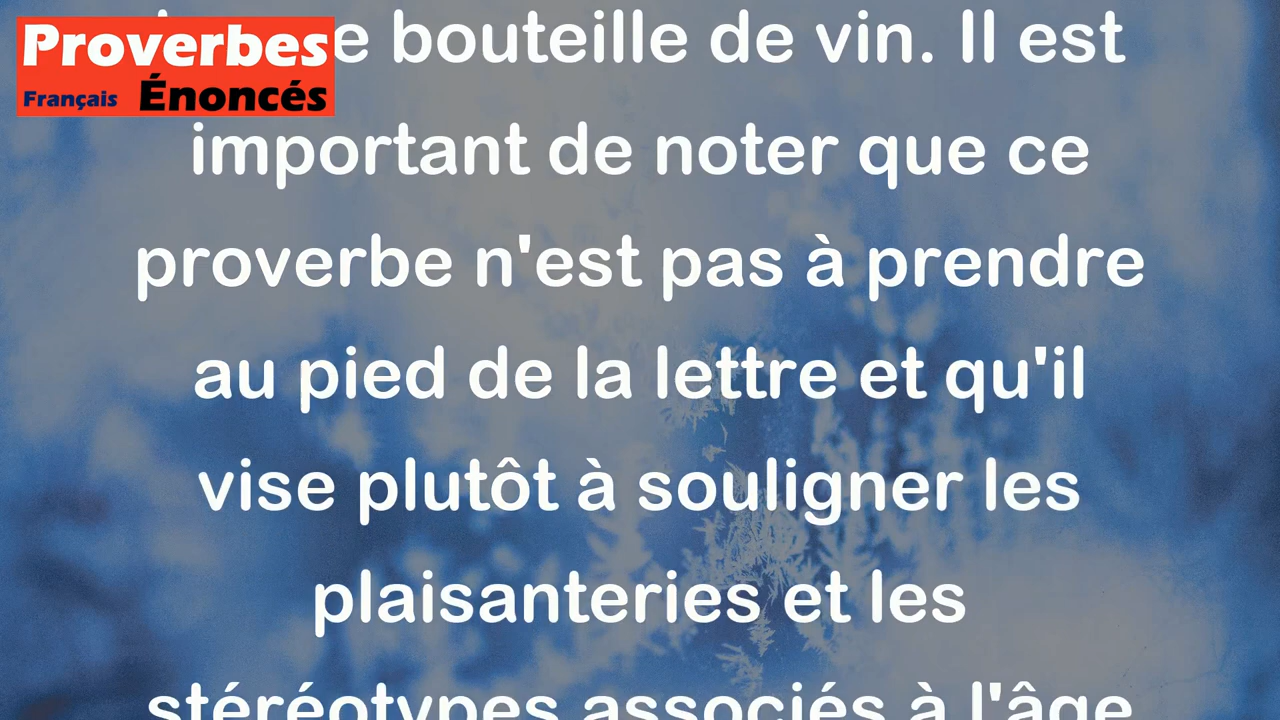 Proverbes
Français Énoncés
bouteille de vin. Il est
important de noter que ce
proverbe n'est pas à prendre
au pied de la lettre et qu'il
vise plutôt à souligner les
plaisanteries et les
stéréotypes associés à l'âge